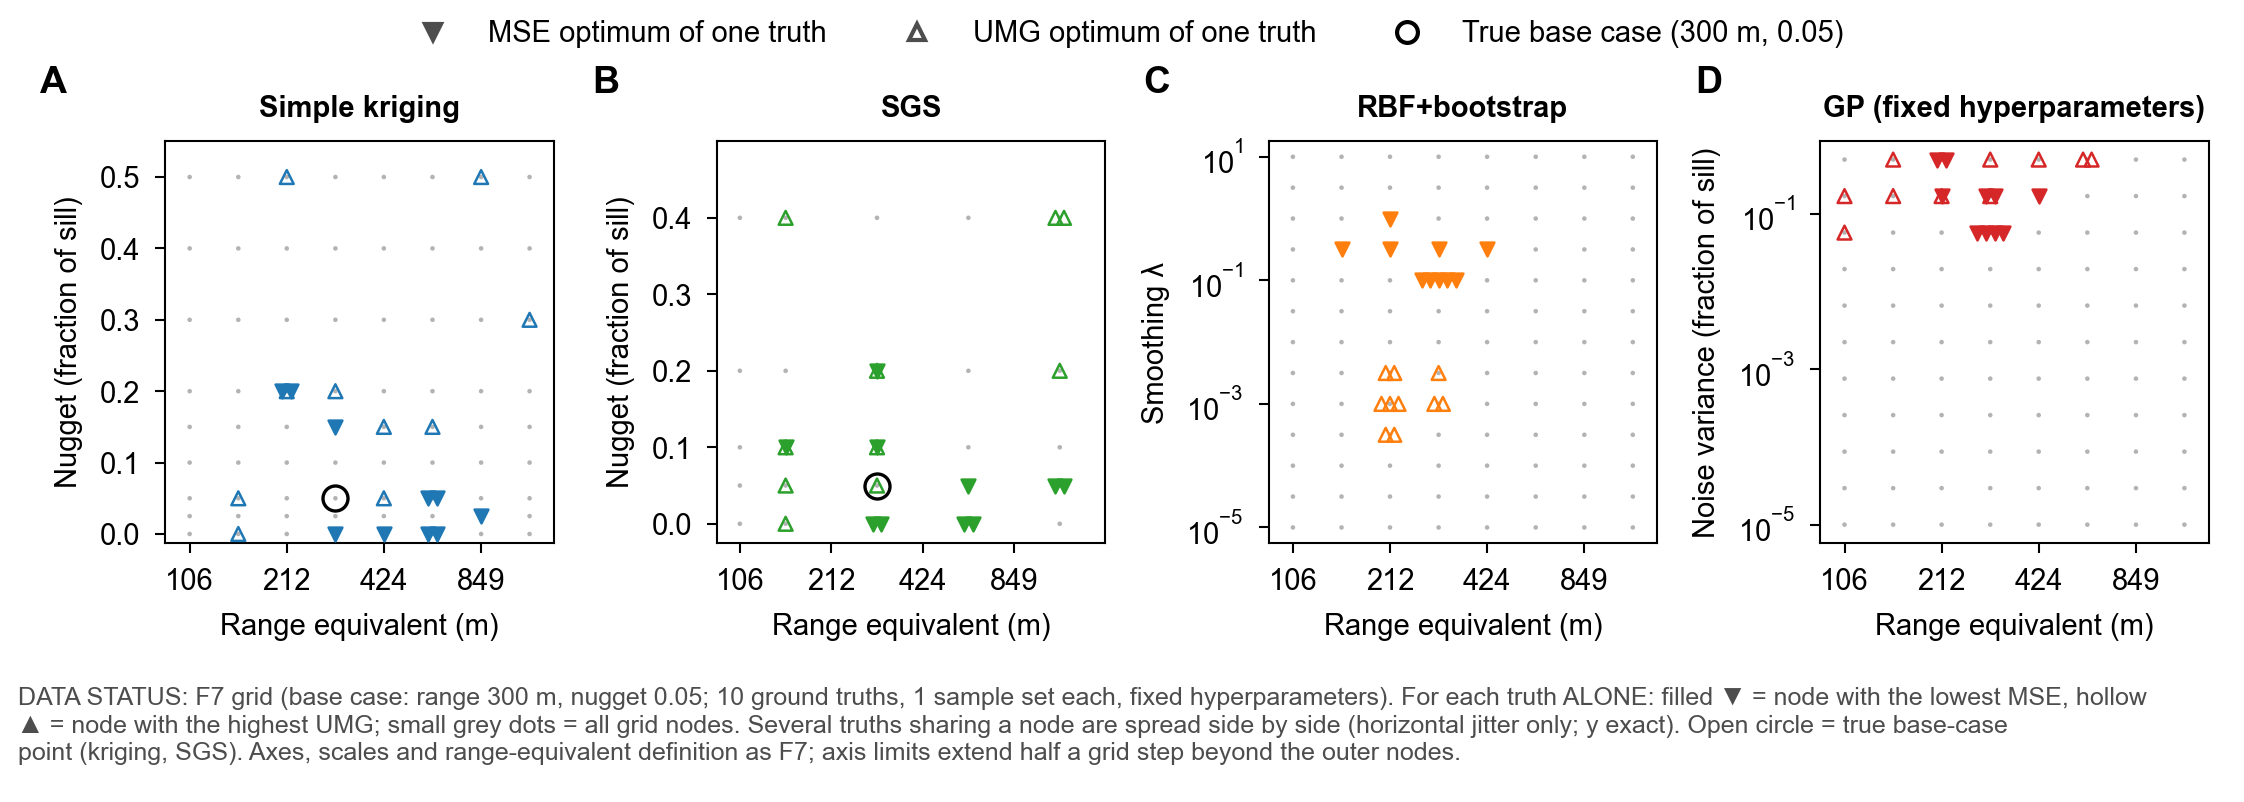 MSE optimum of one truth
UMG optimum of one truth
True base case (300 m, 0.05)
A
Simple kriging
Nugget (fraction of sill)
0.5
0.4
0.3
0.2
0.1
0.0
106
212
424
849
Range equivalent (m)
B
SGS
Nugget (fraction of sill)
0.4
0.3
0.2
0.1
0.0
106
212
424
849
Range equivalent (m)
C
RBF+bootstrap
Smoothing λ
10¹
10⁻¹
10⁻³
10⁻⁵
106
212
424
849
Range equivalent (m)
D
GP (fixed hyperparameters)
Noise variance (fraction of sill)
10⁻¹
10⁻³
10⁻⁵
106
212
424
849
Range equivalent (m)
DATA STATUS: F7 grid (base case: range 300 m, nugget 0.05; 10 ground truths, 1 sample set each, fixed hyperparameters). For each truth ALONE: filled ▼ = node with the lowest MSE, hollow
▲ = node with the highest UMG; small grey dots = all grid nodes. Several truths sharing a node are spread side by side (horizontal jitter only; y exact). Open circle = true base-case
point (kriging, SGS). Axes, scales and range-equivalent definition as F7; axis limits extend half a grid step beyond the outer nodes.